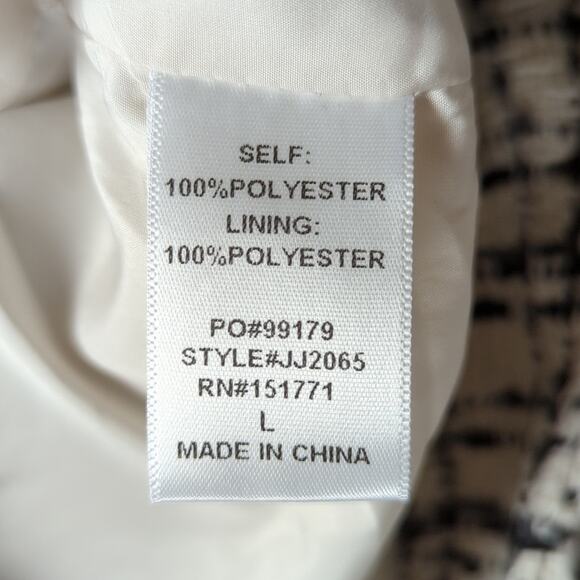 SELF:
100%POLYESTER
LINING:
100%POLYESTER
PO#99179
STYLE#JJ2065
RN#151771
L
MADE IN CHINA